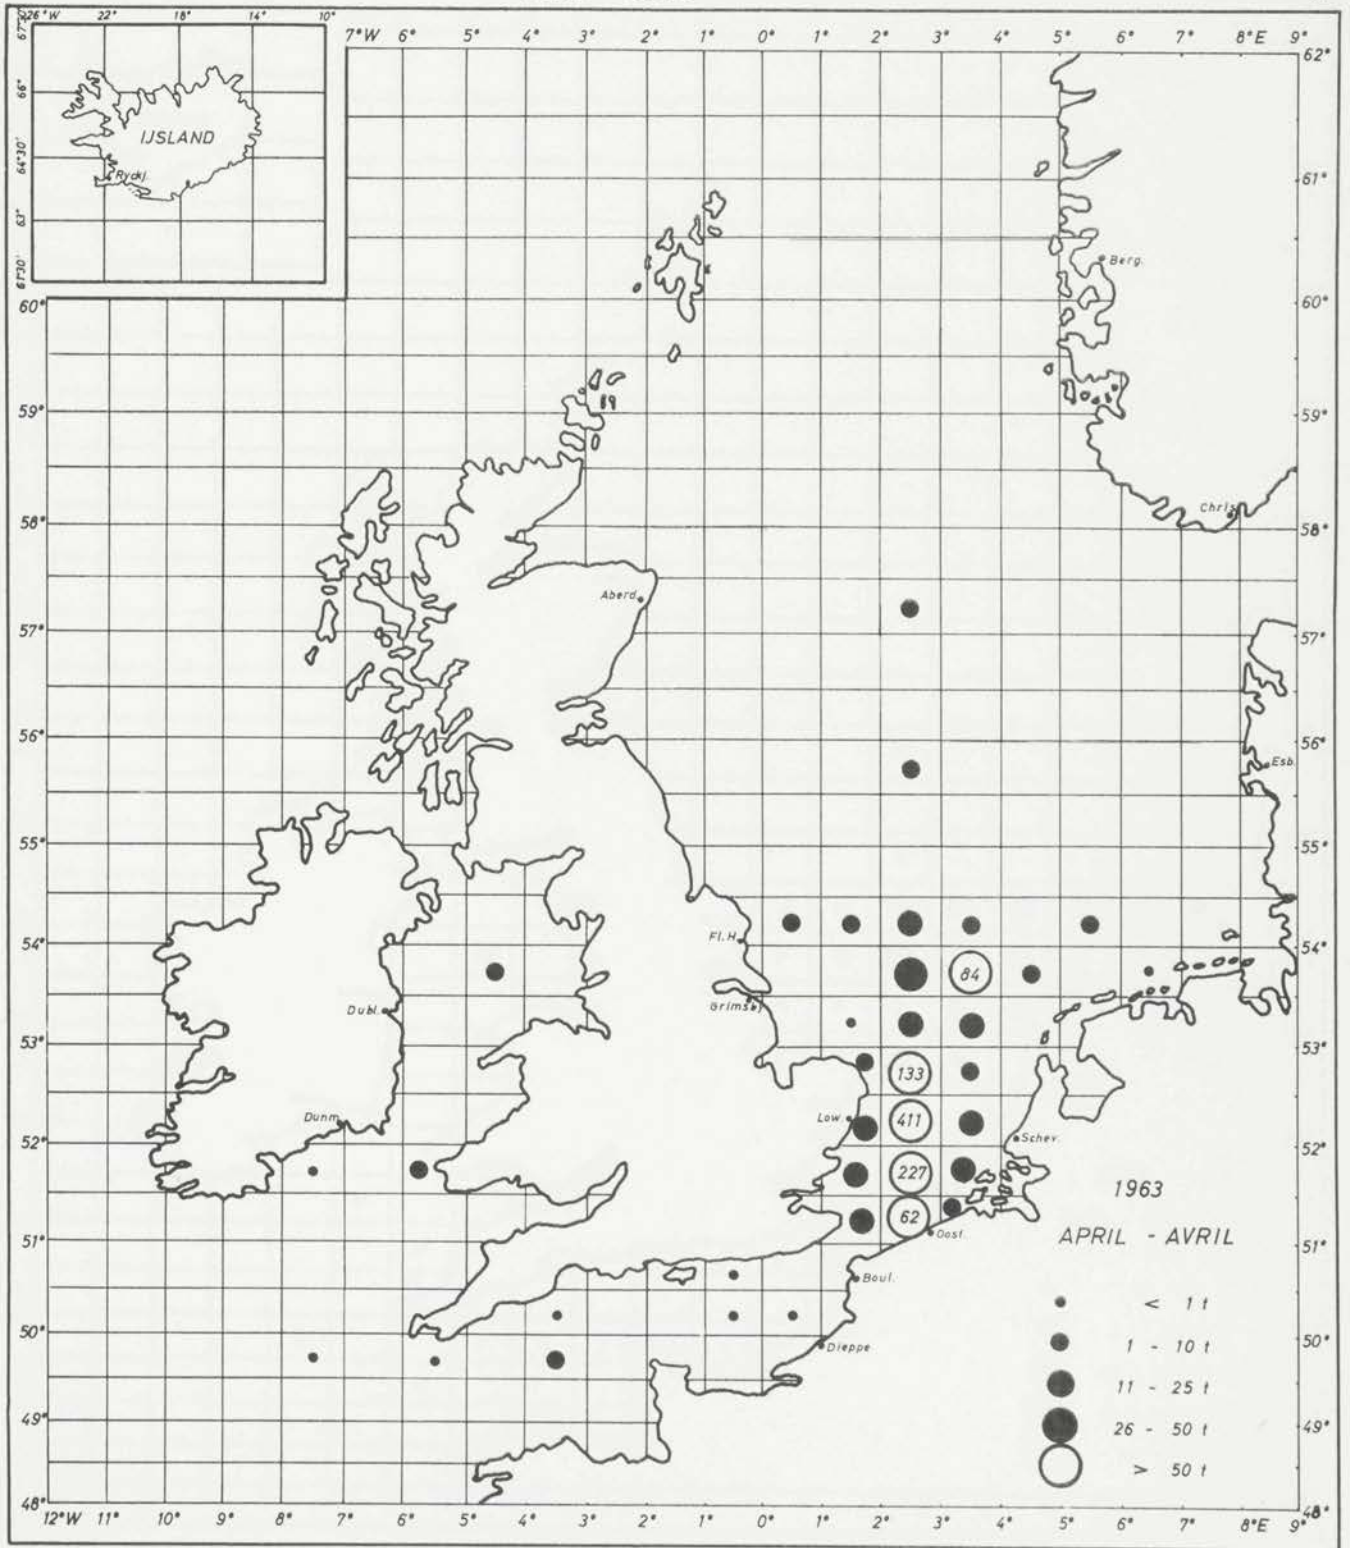 26°W 22° 18° 14° 10°
67°30'
66°
64°30'
63°
61°30'
IJSLAND
Ryckj.
7°W 6° 5° 4° 3° 2° 1° 0° 1° 2° 3° 4° 5° 6° 7° 8°E 9°
62°
61°
60° 60°
59° 59°
58° 58°
57° 57°
56° 56°
55° 55°
54° 54°
53° 53°
52° 52°
51° 51°
50° 50°
49° 49°
48° 48°
Berg.
Chris
Aberd.
Esb.
Fl.H.
84
Grimsbj
Dubl.
133
Low.
411
Dunm.
Schev.
227
62
Oost.
Boul.
Dieppe
1963
APRIL - AVRIL
< 1 t
1 - 10 t
11 - 25 t
26 - 50 t
> 50 t
12°W 11° 10° 9° 8° 7° 6° 5° 4° 3° 2° 1° 0° 1° 2° 3° 4° 5° 6° 7° 8°E 9°